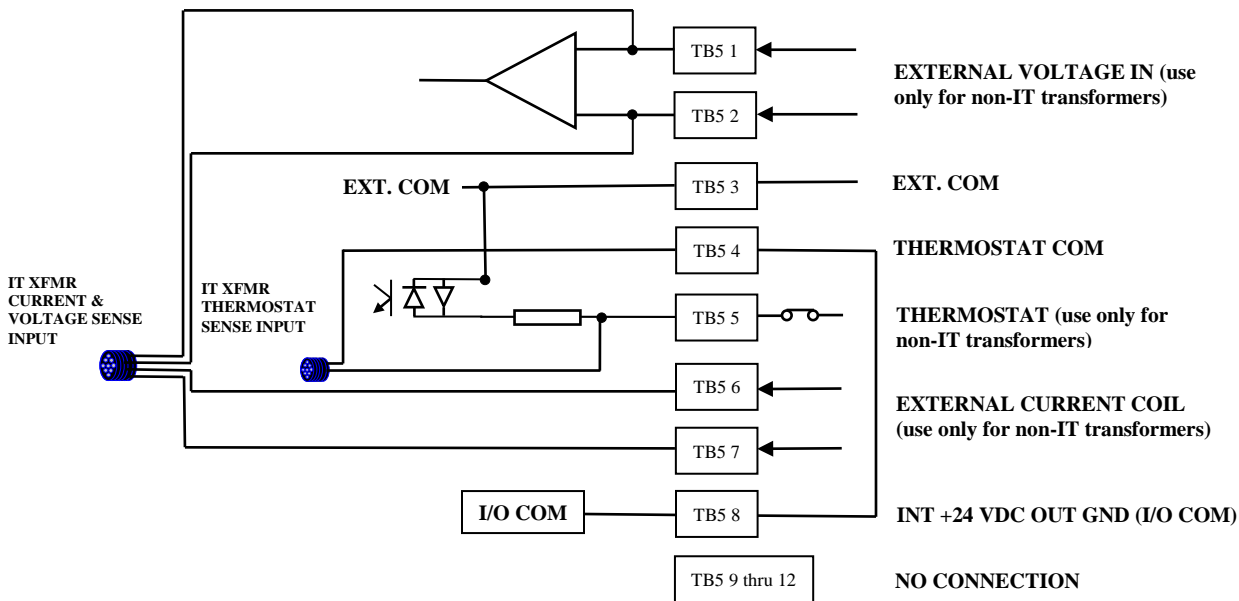 TB5 1
EXTERNAL VOLTAGE IN (use
only for non-IT transformers)
TB5 2
EXT. COM
TB5 3
EXT. COM
TB5 4
THERMOSTAT COM
IT XFMR
CURRENT &
VOLTAGE SENSE
INPUT
IT XFMR
THERMOSTAT
SENSE INPUT
TB5 5
THERMOSTAT (use only for
non-IT transformers)
TB5 6
EXTERNAL CURRENT COIL
(use only for non-IT transformers)
TB5 7
I/O COM
TB5 8
INT +24 VDC OUT GND (I/O COM)
TB5 9 thru 12
NO CONNECTION